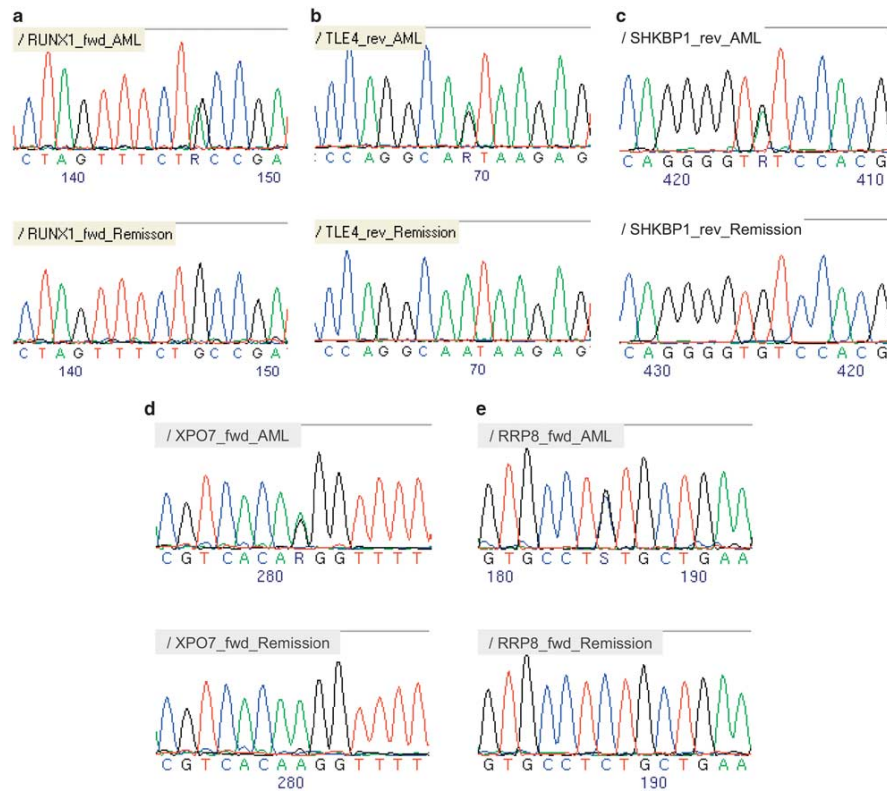 a
/ RUNX1_fwd_AML
C T A G T T T C T R C C G A
140 150
/ RUNX1_fwd_Remisson
C T A G T T T C T G C C G A
140 150
b
/ TLE4_rev_AML
C C A G G C A R T A A G A G
70
/ TLE4_rev_Remission
C C A G G C A A T A A G A G
70
c
/ SHKBP1_rev_AML
C A G G G G T R T C C A C G
420 410
/ SHKBP1_rev_Remission
C A G G G G T G T C C A C G
430 420
d
/ XPO7_fwd_AML
C G T C A C A R G G T T T T
280
/ XPO7_fwd_Remission
C G T C A C A A G G T T T T
280
e
/ RRP8_fwd_AML
G T G C C T S T G C T G A A
180 190
/ RRP8_fwd_Remission
G T G C C T C T G C T G A A
190